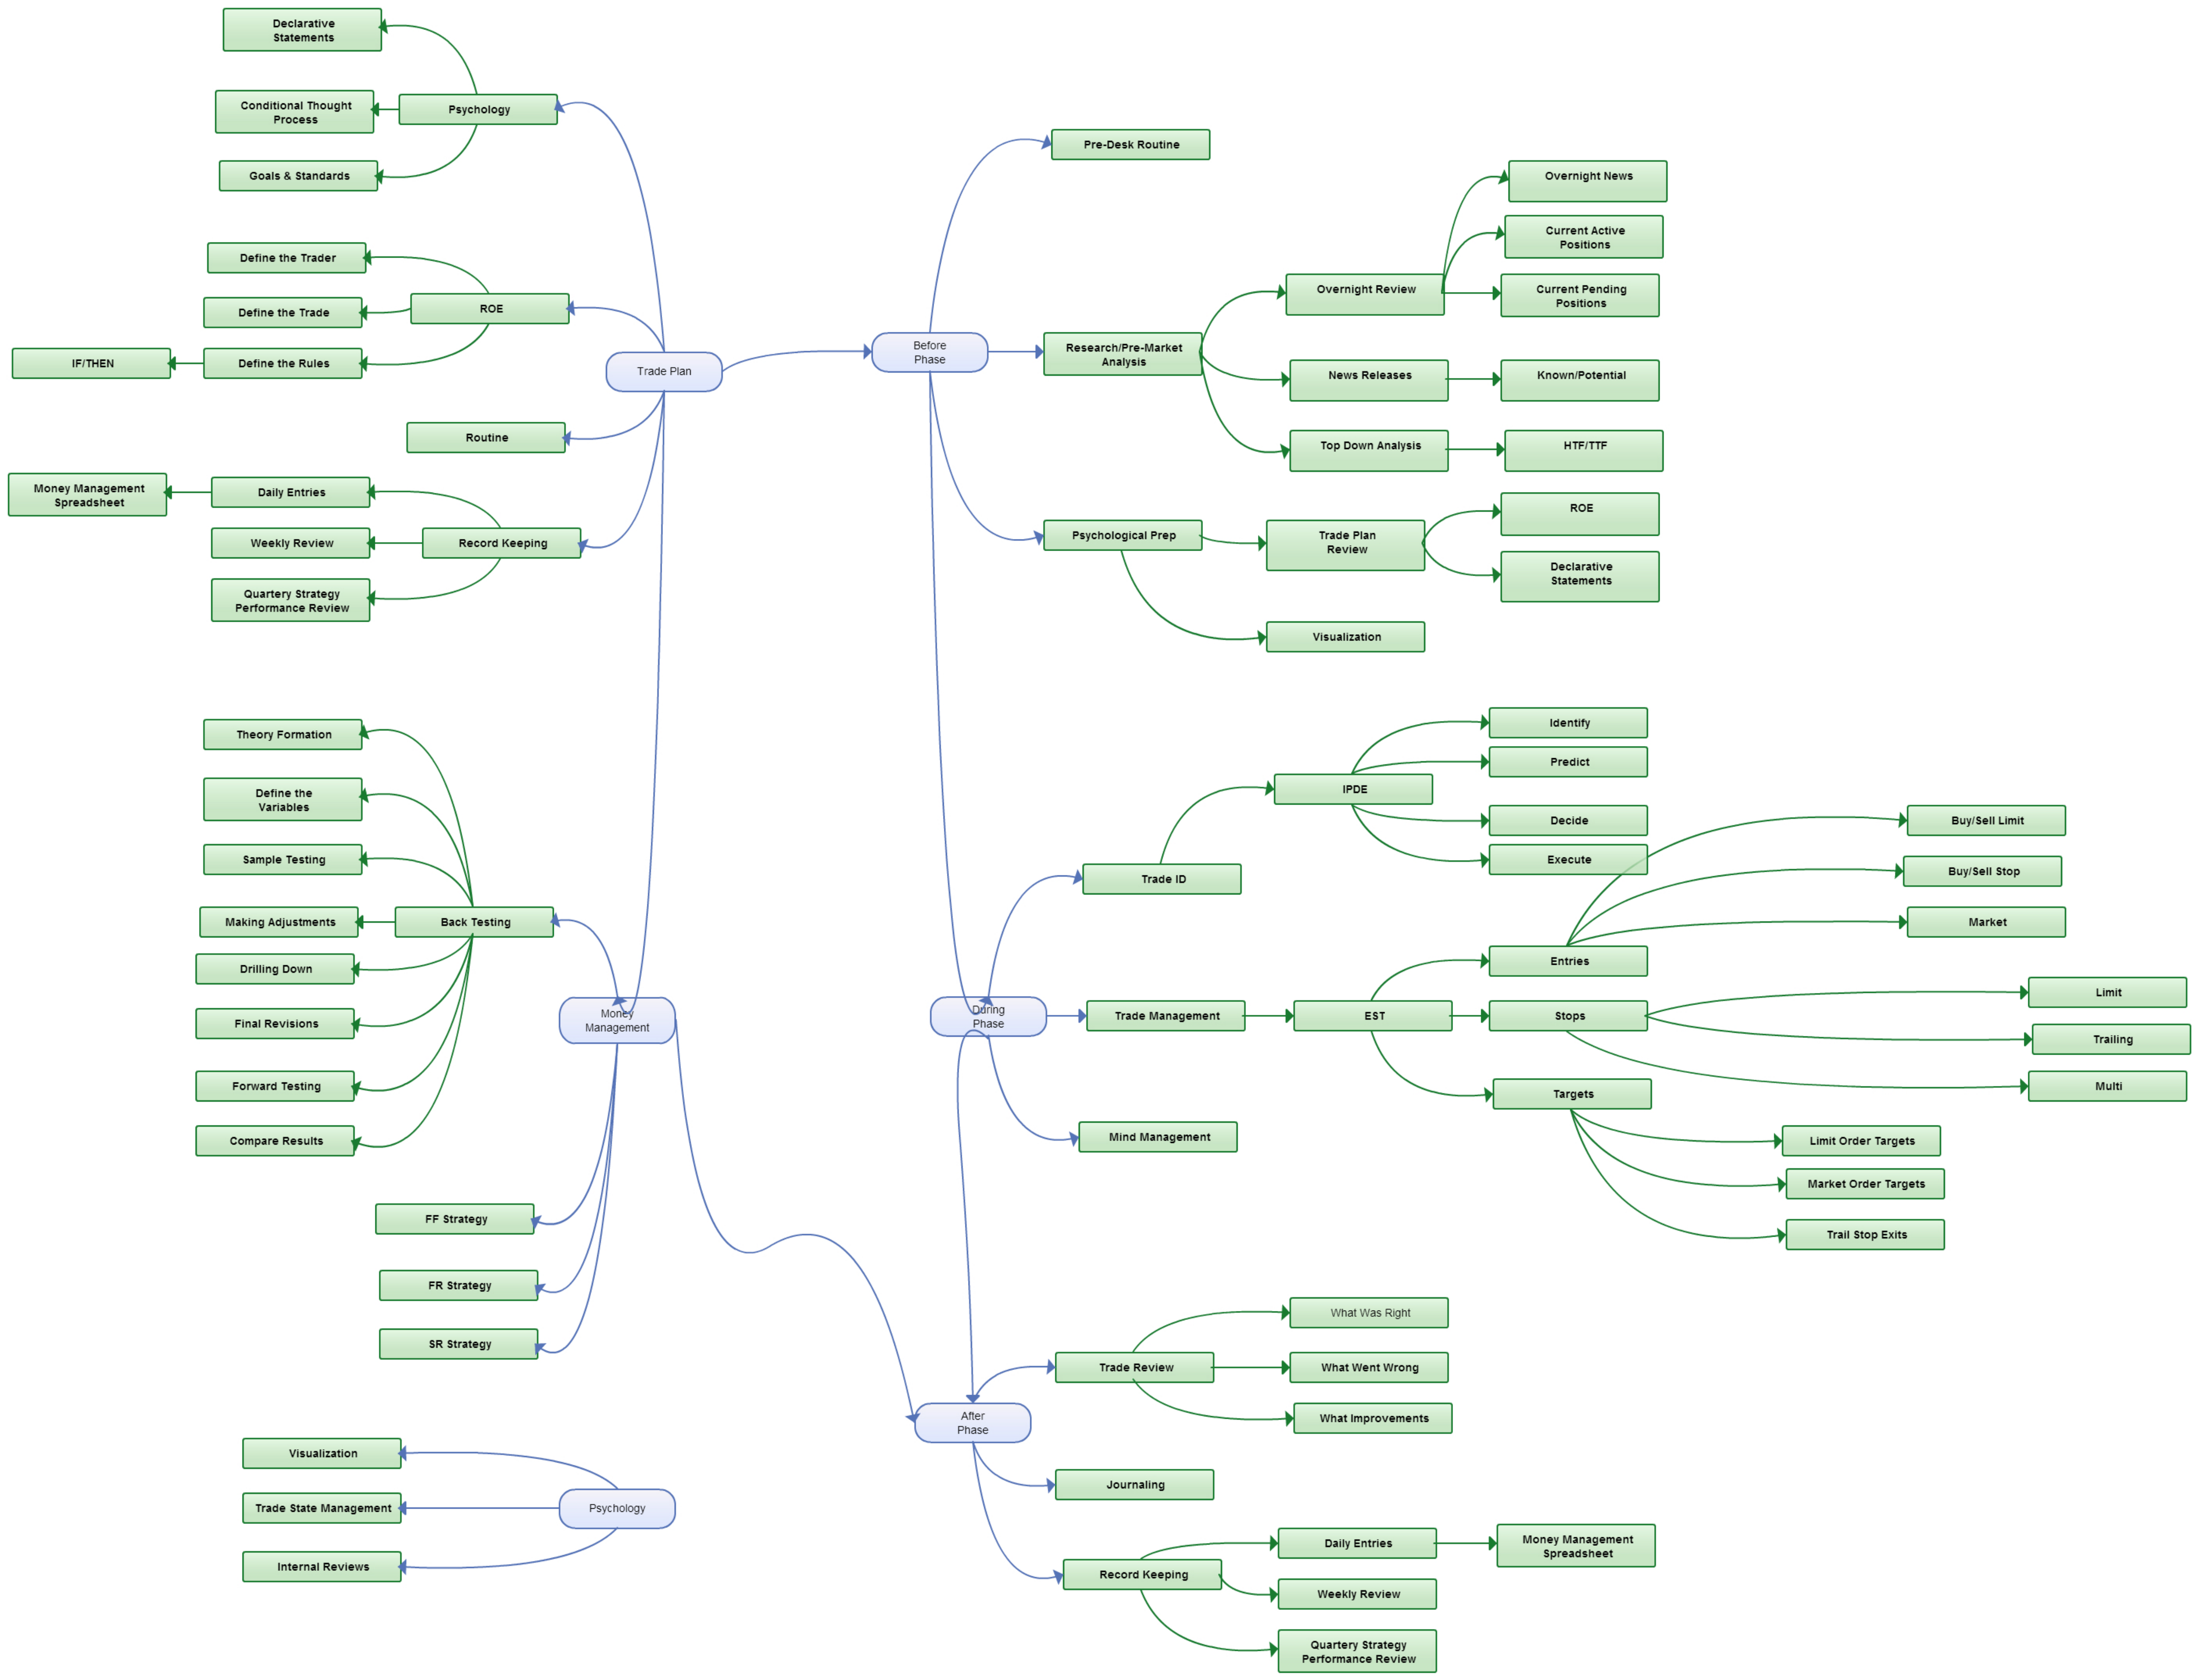 Declarative
Statements
Conditional Thought
Process
Psychology
Goals & Standards
Define the Trader
ROE
Define the Trade
IF/THEN
Define the Rules
Trade Plan
Routine
Money Management
Spreadsheet
Daily Entries
Weekly Review
Record Keeping
Quartery Strategy
Performance Review
Before
Phase
Pre-Desk Routine
Research/Pre-Market
Analysis
Overnight Review
Overnight News
Current Active
Positions
Current Pending
Positions
News Releases
Known/Potential
Top Down Analysis
HTF/TTF
Psychological Prep
Trade Plan
Review
ROE
Declarative
Statements
Visualization
Theory Formation
Define the
Variables
Sample Testing
Making Adjustments
Back Testing
Drilling Down
Final Revisions
Forward Testing
Compare Results
Money
Management
FF Strategy
FR Strategy
SR Strategy
During
Phase
Trade ID
IPDE
Identify
Predict
Decide
Execute
Trade Management
EST
Entries
Buy/Sell Limit
Buy/Sell Stop
Market
Stops
Limit
Trailing
Multi
Targets
Limit Order Targets
Market Order Targets
Trail Stop Exits
Mind Management
After
Phase
Trade Review
What Was Right
What Went Wrong
What Improvements
Journaling
Record Keeping
Daily Entries
Money Management
Spreadsheet
Weekly Review
Quartery Strategy
Performance Review
Visualization
Trade State Management
Psychology
Internal Reviews